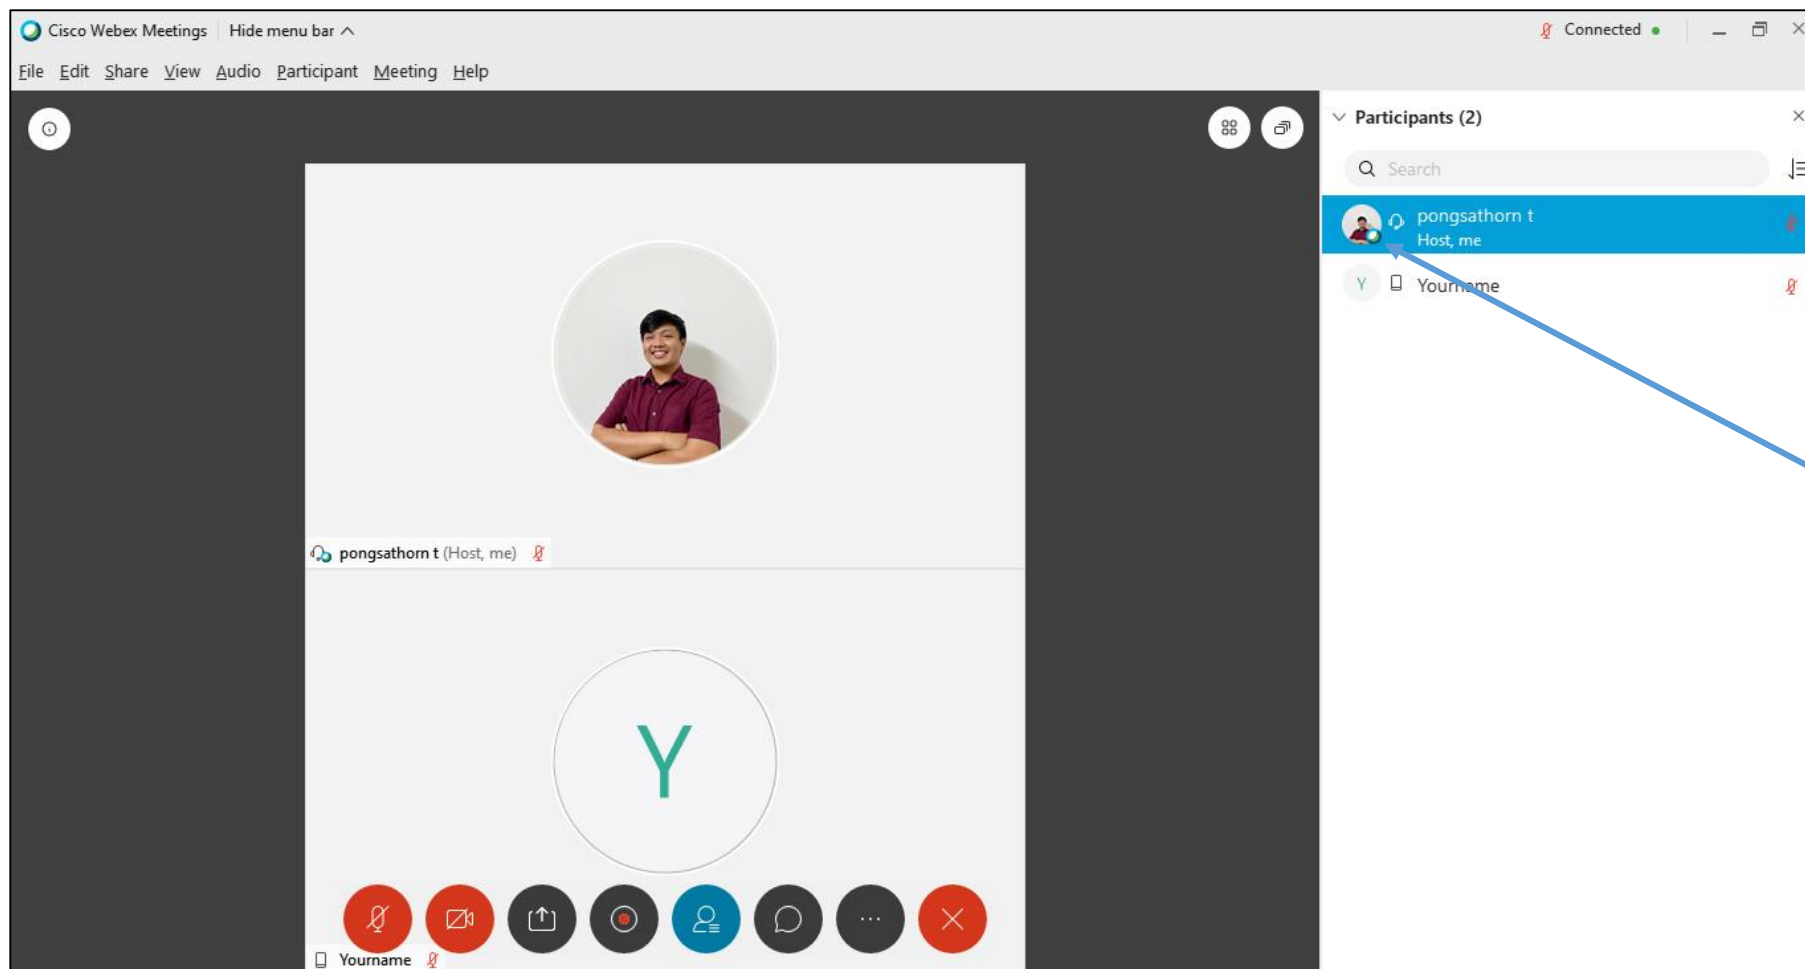 Cisco Webex Meetings Hide menu bar
Connected
File Edit Share View Audio Participant Meeting Help
Participants (2)
Search
pongsathorn t
Host, me
Y Yourname
pongsathorn t (Host, me)
Y
Yourname